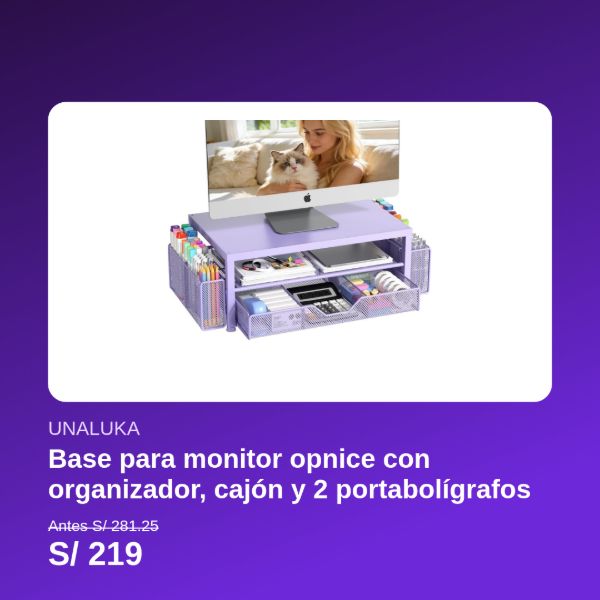 UNALUKA
Base para monitor opnice con
organizador, cajón y 2 portabolígrafos
Antes S/ 281.25
S/ 219